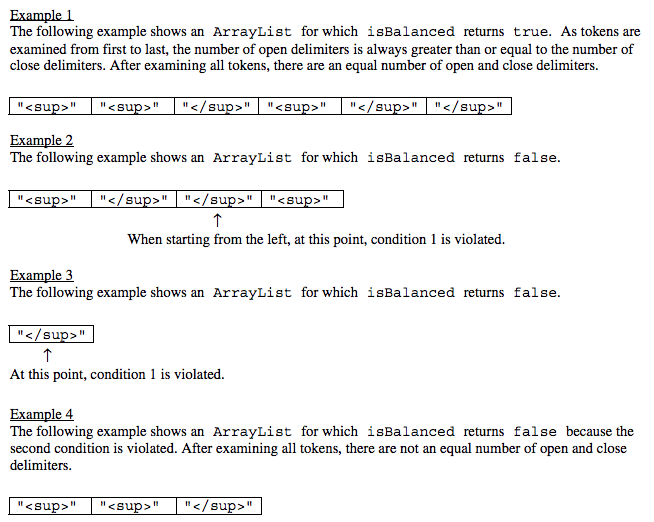 Example 1
The following example shows an ArrayList for which isBalanced returns true. As tokens are
examined from first to last, the number of open delimiters is always greater than or equal to the number of
close delimiters. After examining all tokens, there are an equal number of open and close delimiters.
"<sup>" "<sup>" "</sup>" "<sup>" "</sup>" "</sup>"
Example 2
The following example shows an ArrayList for which isBalanced returns false.
"<sup>" "</sup>" "</sup>" "<sup>"
↑
When starting from the left, at this point, condition 1 is violated.
Example 3
The following example shows an ArrayList for which isBalanced returns false.
"</sup>"
↑
At this point, condition 1 is violated.
Example 4
The following example shows an ArrayList for which isBalanced returns false because the
second condition is violated. After examining all tokens, there are not an equal number of open and close
delimiters.
"<sup>" "<sup>" "</sup>"